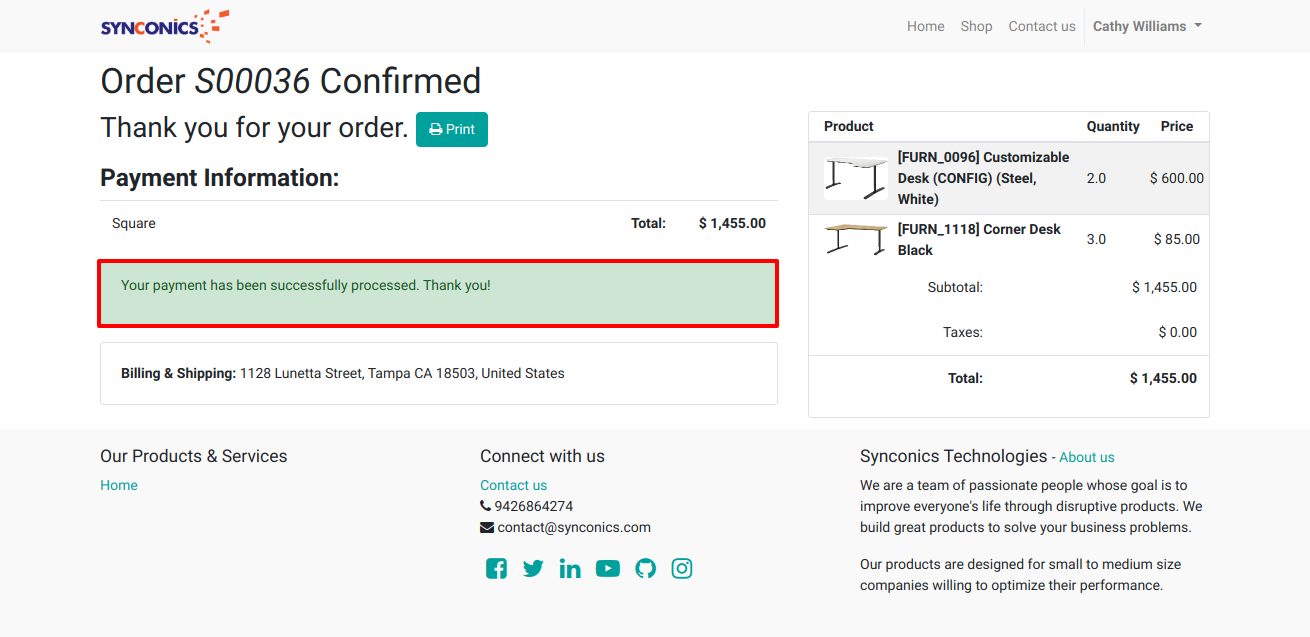 SYNCONICS
Home Shop Contact us Cathy Williams
Order S00036 Confirmed
Thank you for your order. Print
Payment Information:
Square Total: $ 1,455.00
Your payment has been successfully processed. Thank you!
Billing & Shipping: 1128 Lunetta Street, Tampa CA 18503, United States
Product Quantity Price
[FURN_0096] Customizable
Desk (CONFIG) (Steel, 2.0 $ 600.00
White)
[FURN_1118] Corner Desk
Black 3.0 $ 85.00
Subtotal: $ 1,455.00
Taxes: $ 0.00
Total: $ 1,455.00
Our Products & Services
Home
Connect with us
Contact us
9426864274
contact@synconics.com
Synconics Technologies - About us
We are a team of passionate people whose goal is to
improve everyone's life through disruptive products. We
build great products to solve your business problems.
Our products are designed for small to medium size
companies willing to optimize their performance.